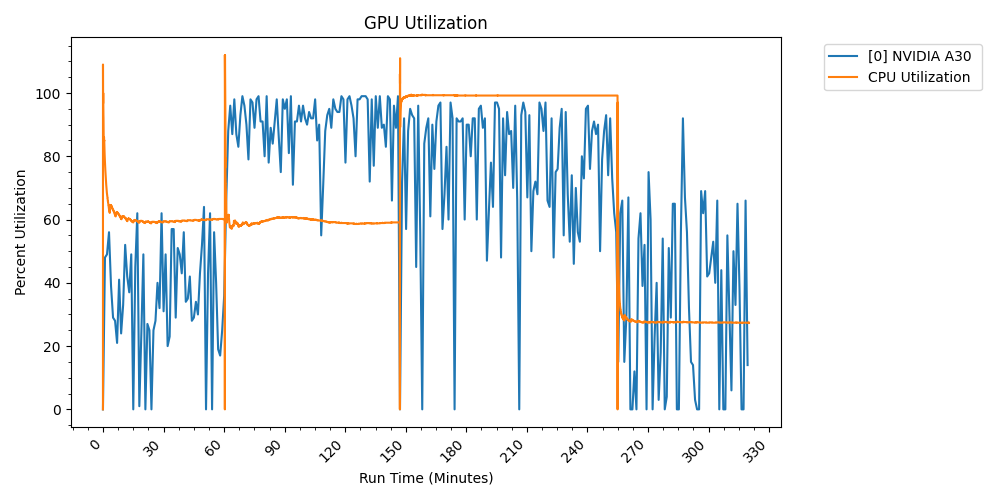 GPU Utilization
[0] NVIDIA A30
CPU Utilization
Percent Utilization
100
80
60
40
20
0
0 30 60 90 120 150 180 210 240 270 300 330
Run Time (Minutes)